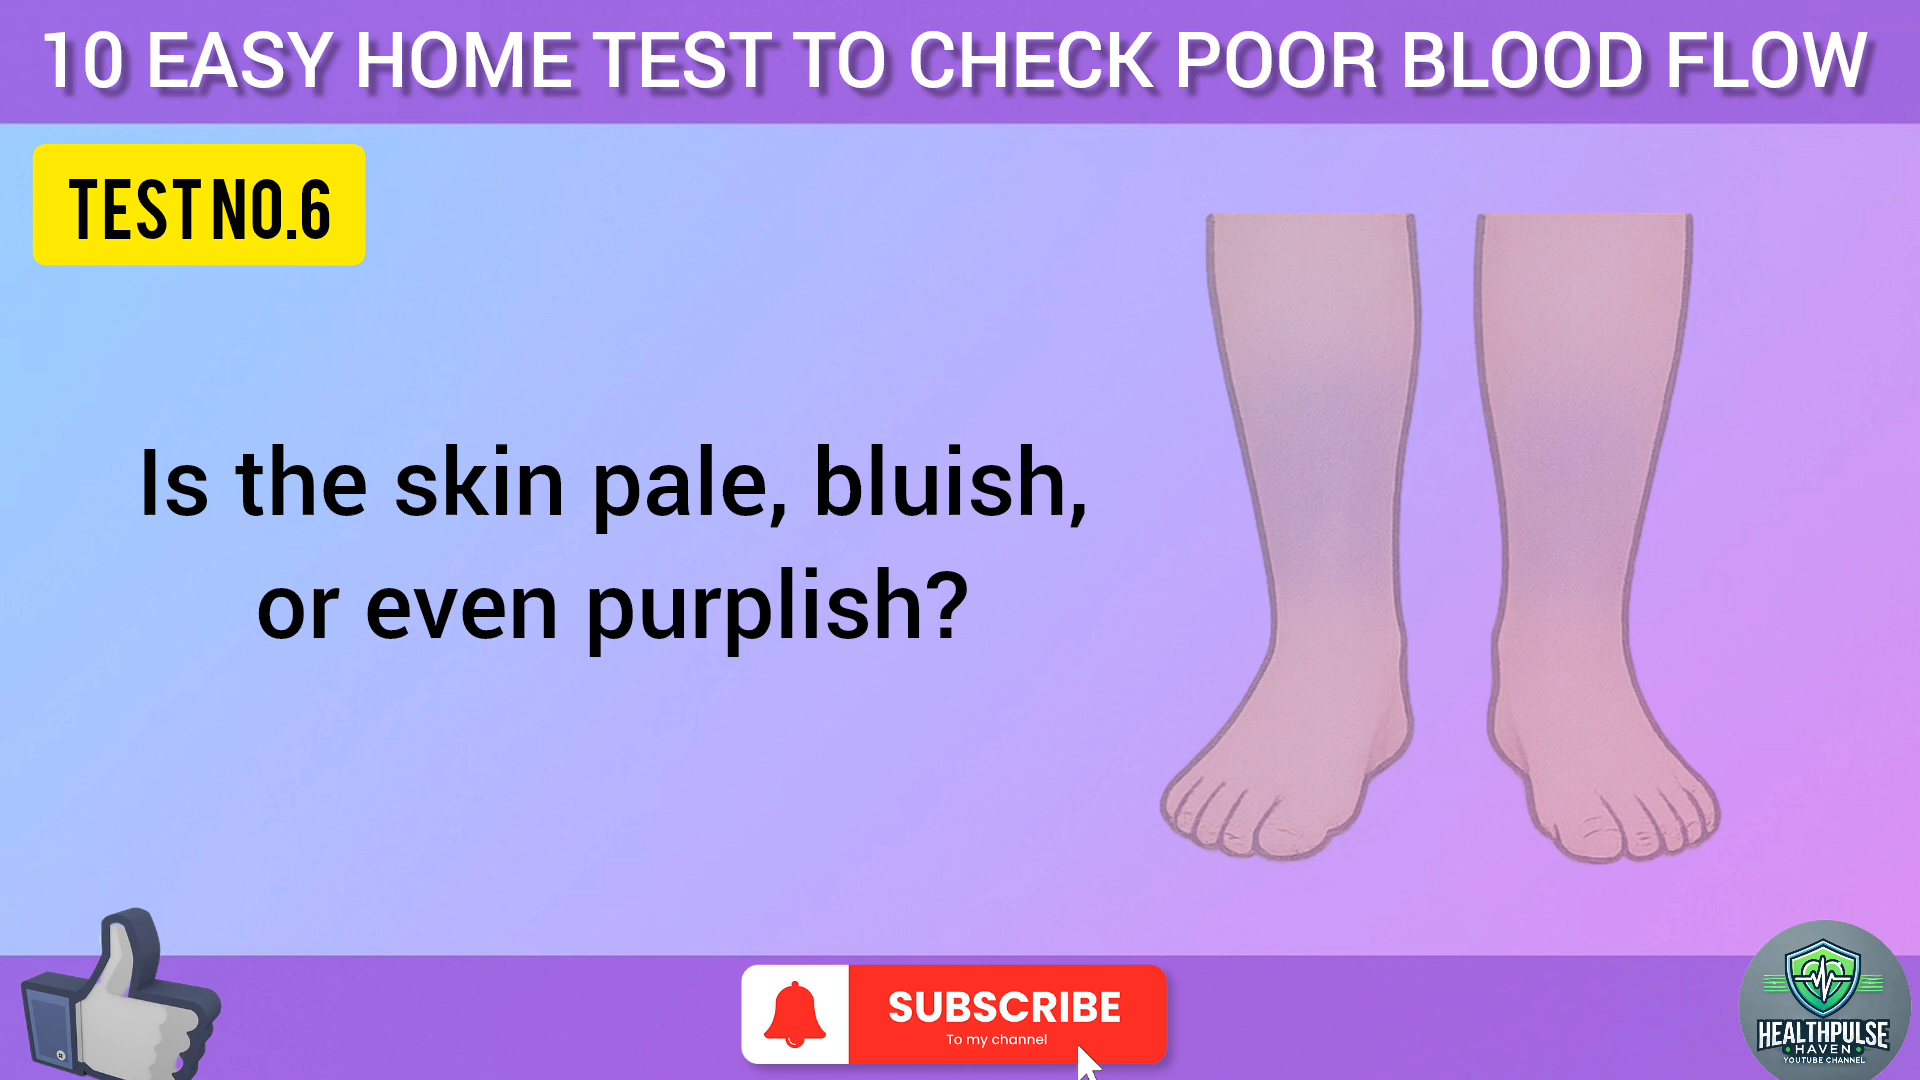 10 EASY HOME TEST TO CHECK POOR BLOOD FLOW
TEST NO.6
Is the skin pale, bluish,
or even purplish?
SUBSCRIBE
To my channel
HEALTHPULSE
HAVEN
YOUTUBE CHANNEL